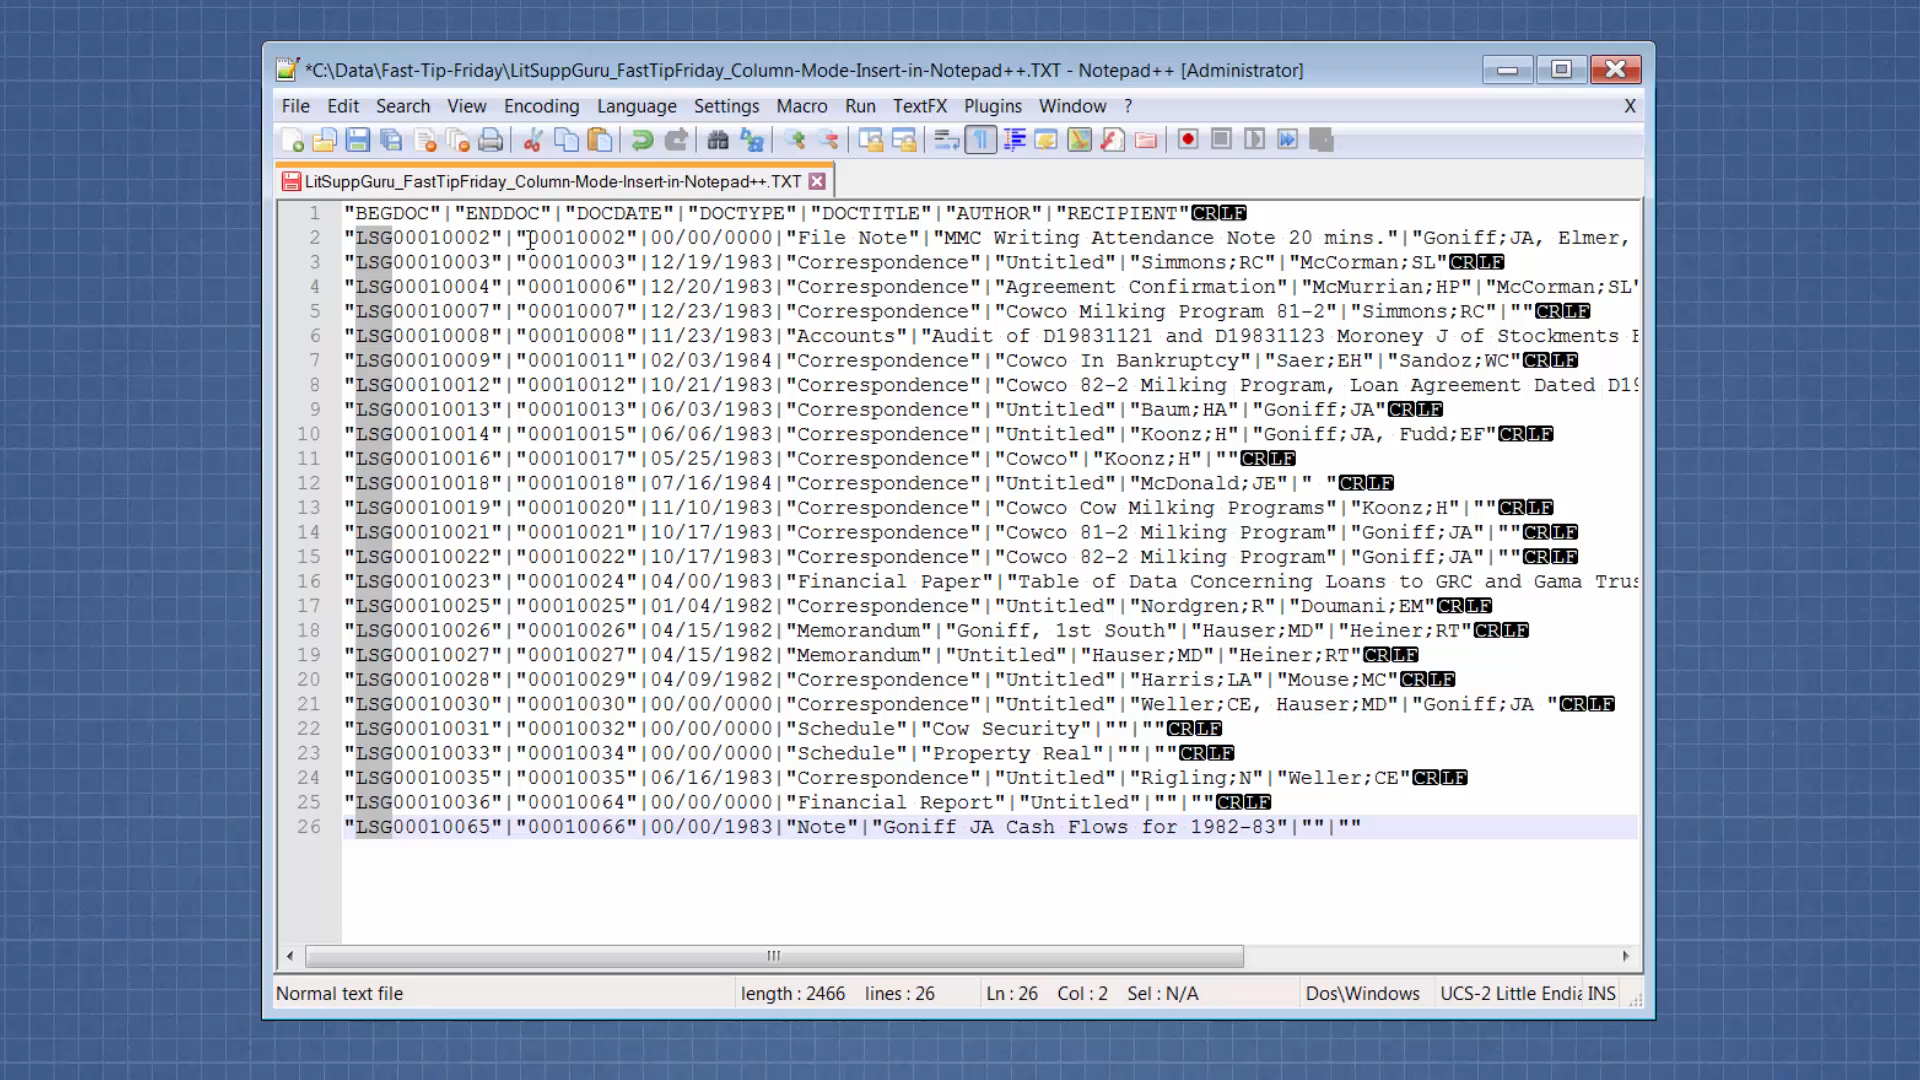 *C:\Data\Fast-Tip-Friday\LitSuppGuru_FastTipFriday_Column-Mode-Insert-in-Notepad++.TXT - Notepad++ [Administrator]
File Edit Search View Encoding Language Settings Macro Run TextFX Plugins Window ? X
LitSuppGuru_FastTipFriday_Column-Mode-Insert-in-Notepad++.TXT
1 "BEGDOC"|"ENDDOC"|"DOCDATE"|"DOCTYPE"|"DOCTITLE"|"AUTHOR"|"RECIPIENT"CRLF
2 "LSG00010002"|"00010002"|00/00/0000|"File Note"|"MMC Writing Attendance Note 20 mins."|"Goniff;JA, Elmer,
3 "LSG00010003"|"00010003"|12/19/1983|"Correspondence"|"Untitled"|"Simmons;RC"|"McCorman;SL"CRLF
4 "LSG00010004"|"00010006"|12/20/1983|"Correspondence"|"Agreement Confirmation"|"McMurrian;HP"|"McCorman;SL"
5 "LSG00010007"|"00010007"|12/23/1983|"Correspondence"|"Cowco Milking Program 81-2"|"Simmons;RC"|""CRLF
6 "LSG00010008"|"00010008"|11/23/1983|"Accounts"|"Audit of D19831121 and D19831123 Moroney J of Stockments
7 "LSG00010009"|"00010011"|02/03/1984|"Correspondence"|"Cowco In Bankruptcy"|"Saer;EH"|"Sandoz;WC"CRLF
8 "LSG00010012"|"00010012"|10/21/1983|"Correspondence"|"Cowco 82-2 Milking Program, Loan Agreement Dated D19
9 "LSG00010013"|"00010013"|06/03/1983|"Correspondence"|"Untitled"|"Baum;HA"|"Goniff;JA"CRLF
10 "LSG00010014"|"00010015"|06/06/1983|"Correspondence"|"Untitled"|"Koonz;H"|"Goniff;JA, Fudd;EF"CRLF
11 "LSG00010016"|"00010017"|05/25/1983|"Correspondence"|"Cowco"|"Koonz;H"|""CRLF
12 "LSG00010018"|"00010018"|07/16/1984|"Correspondence"|"Untitled"|"McDonald;JE"|" "CRLF
13 "LSG00010019"|"00010020"|11/10/1983|"Correspondence"|"Cowco Cow Milking Programs"|"Koonz;H"|""CRLF
14 "LSG00010021"|"00010021"|10/17/1983|"Correspondence"|"Cowco 81-2 Milking Program"|"Goniff;JA"|""CRLF
15 "LSG00010022"|"00010022"|10/17/1983|"Correspondence"|"Cowco 82-2 Milking Program"|"Goniff;JA"|""CRLF
16 "LSG00010023"|"00010024"|04/00/1983|"Financial Paper"|"Table of Data Concerning Loans to GRC and Gama Trus
17 "LSG00010025"|"00010025"|01/04/1982|"Correspondence"|"Untitled"|"Nordgren;R"|"Doumani;EM"CRLF
18 "LSG00010026"|"00010026"|04/15/1982|"Memorandum"|"Goniff, 1st South"|"Hauser;MD"|"Heiner;RT"CRLF
19 "LSG00010027"|"00010027"|04/15/1982|"Memorandum"|"Untitled"|"Hauser;MD"|"Heiner;RT"CRLF
20 "LSG00010028"|"00010029"|04/09/1982|"Correspondence"|"Untitled"|"Harris;LA"|"Mouse;MC"CRLF
21 "LSG00010030"|"00010030"|00/00/0000|"Correspondence"|"Untitled"|"Weller;CE, Hauser;MD"|"Goniff;JA "CRLF
22 "LSG00010031"|"00010032"|00/00/0000|"Schedule"|"Cow Security"|""|""CRLF
23 "LSG00010033"|"00010034"|00/00/0000|"Schedule"|"Property Real"|""|""CRLF
24 "LSG00010035"|"00010035"|06/16/1983|"Correspondence"|"Untitled"|"Rigling;N"|"Weller;CE"CRLF
25 "LSG00010036"|"00010064"|00/00/0000|"Financial Report"|"Untitled"|""|""CRLF
26 "LSG00010065"|"00010066"|00/00/1983|"Note"|"Goniff JA Cash Flows for 1982-83"|""|""
Normal text file length : 2466 lines : 26 Ln : 26 Col : 2 Sel : N/A Dos\Windows UCS-2 Little Endia INS